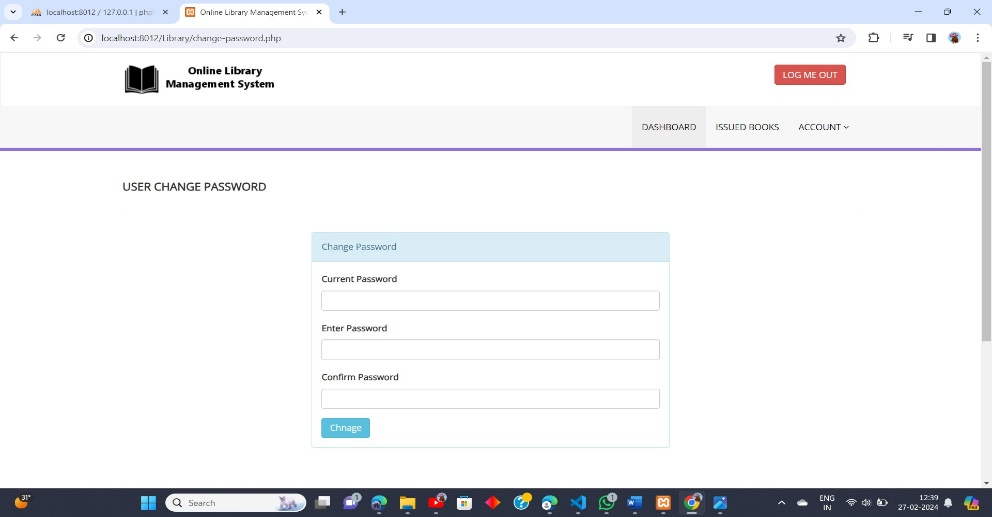 localhost:8012 / 127.0.0.1 | php
Online Library Management Sys
localhost:8012/Library/change-password.php
Online Library
Management System
LOG ME OUT
DASHBOARD
ISSUED BOOKS
ACCOUNT
USER CHANGE PASSWORD
Change Password
Current Password
Enter Password
Confirm Password
Chnage
31°
Search
ENG
IN
12:39
27-02-2024